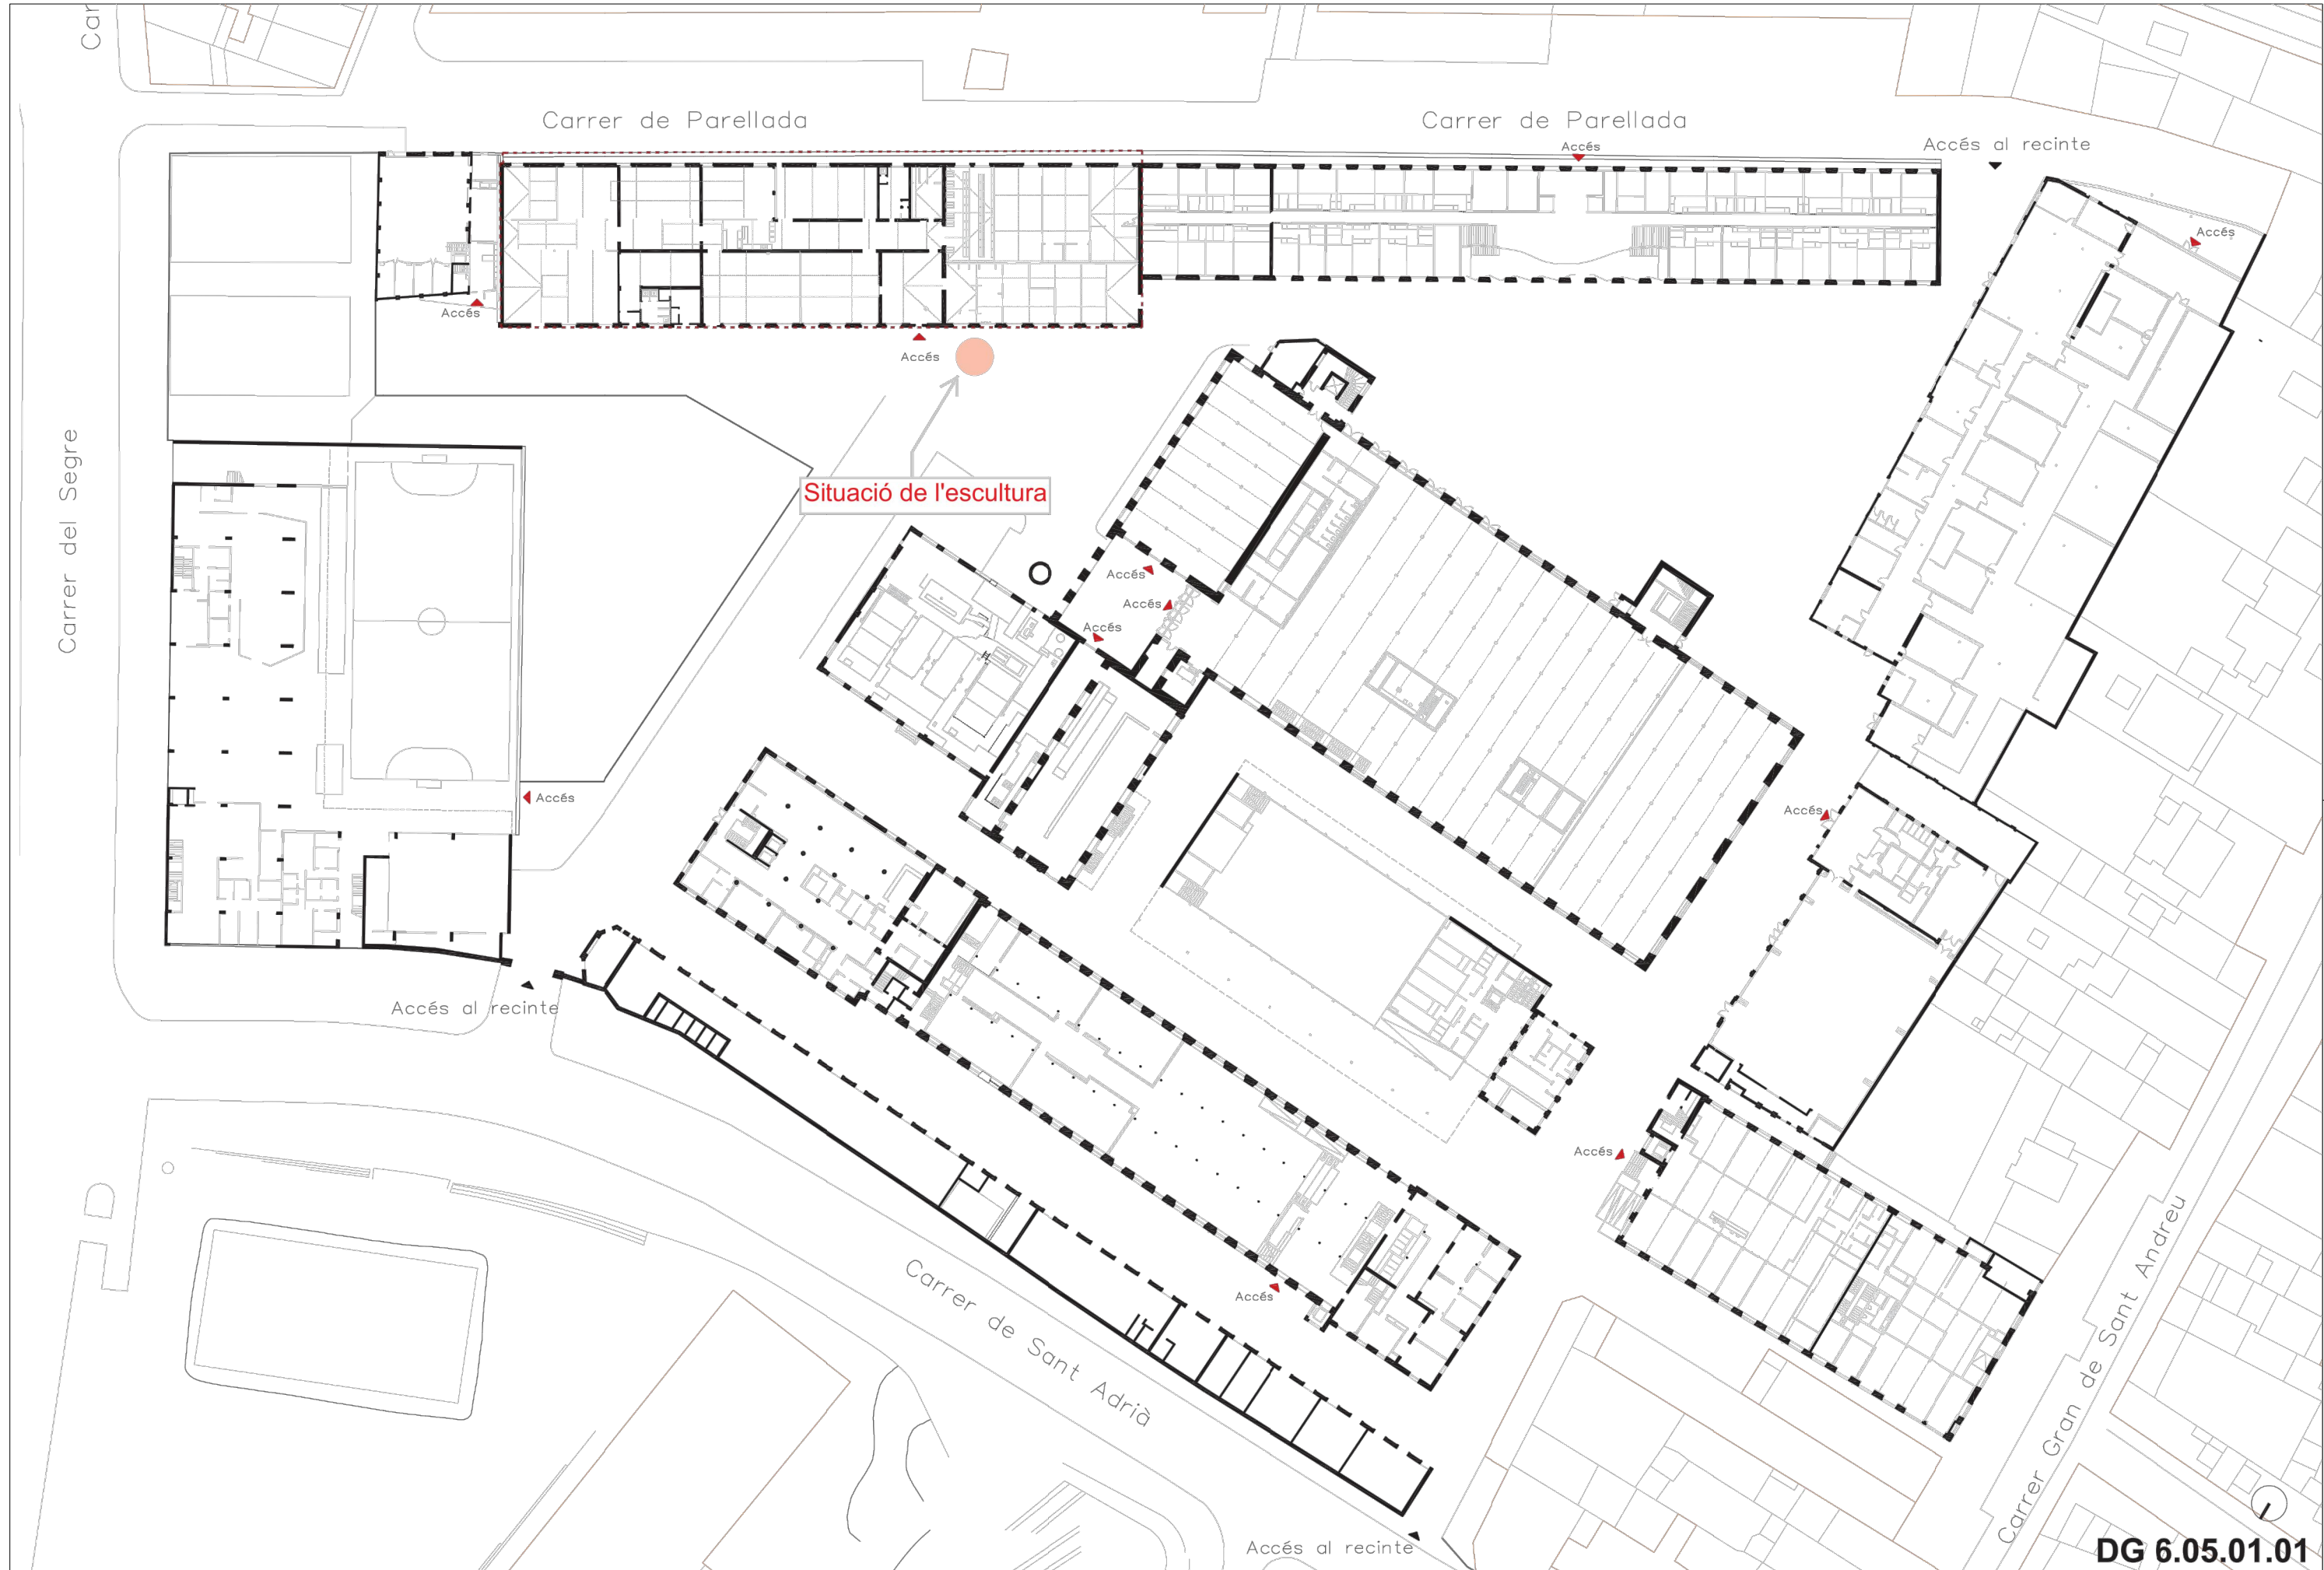 Car
Carrer de Parellada
Carrer de Parellada
Accés
Accés al recinte
Accés
Accés
Accés
Situació de l'escultura
Carrer del Segre
Accés
Accés
Accés
Accés
Accés
Accés al recinte
Accés
Accés
Carrer de Sant Adrià
Carrer Gran de Sant Andreu
Accés al recinte
DG 6.05.01.01